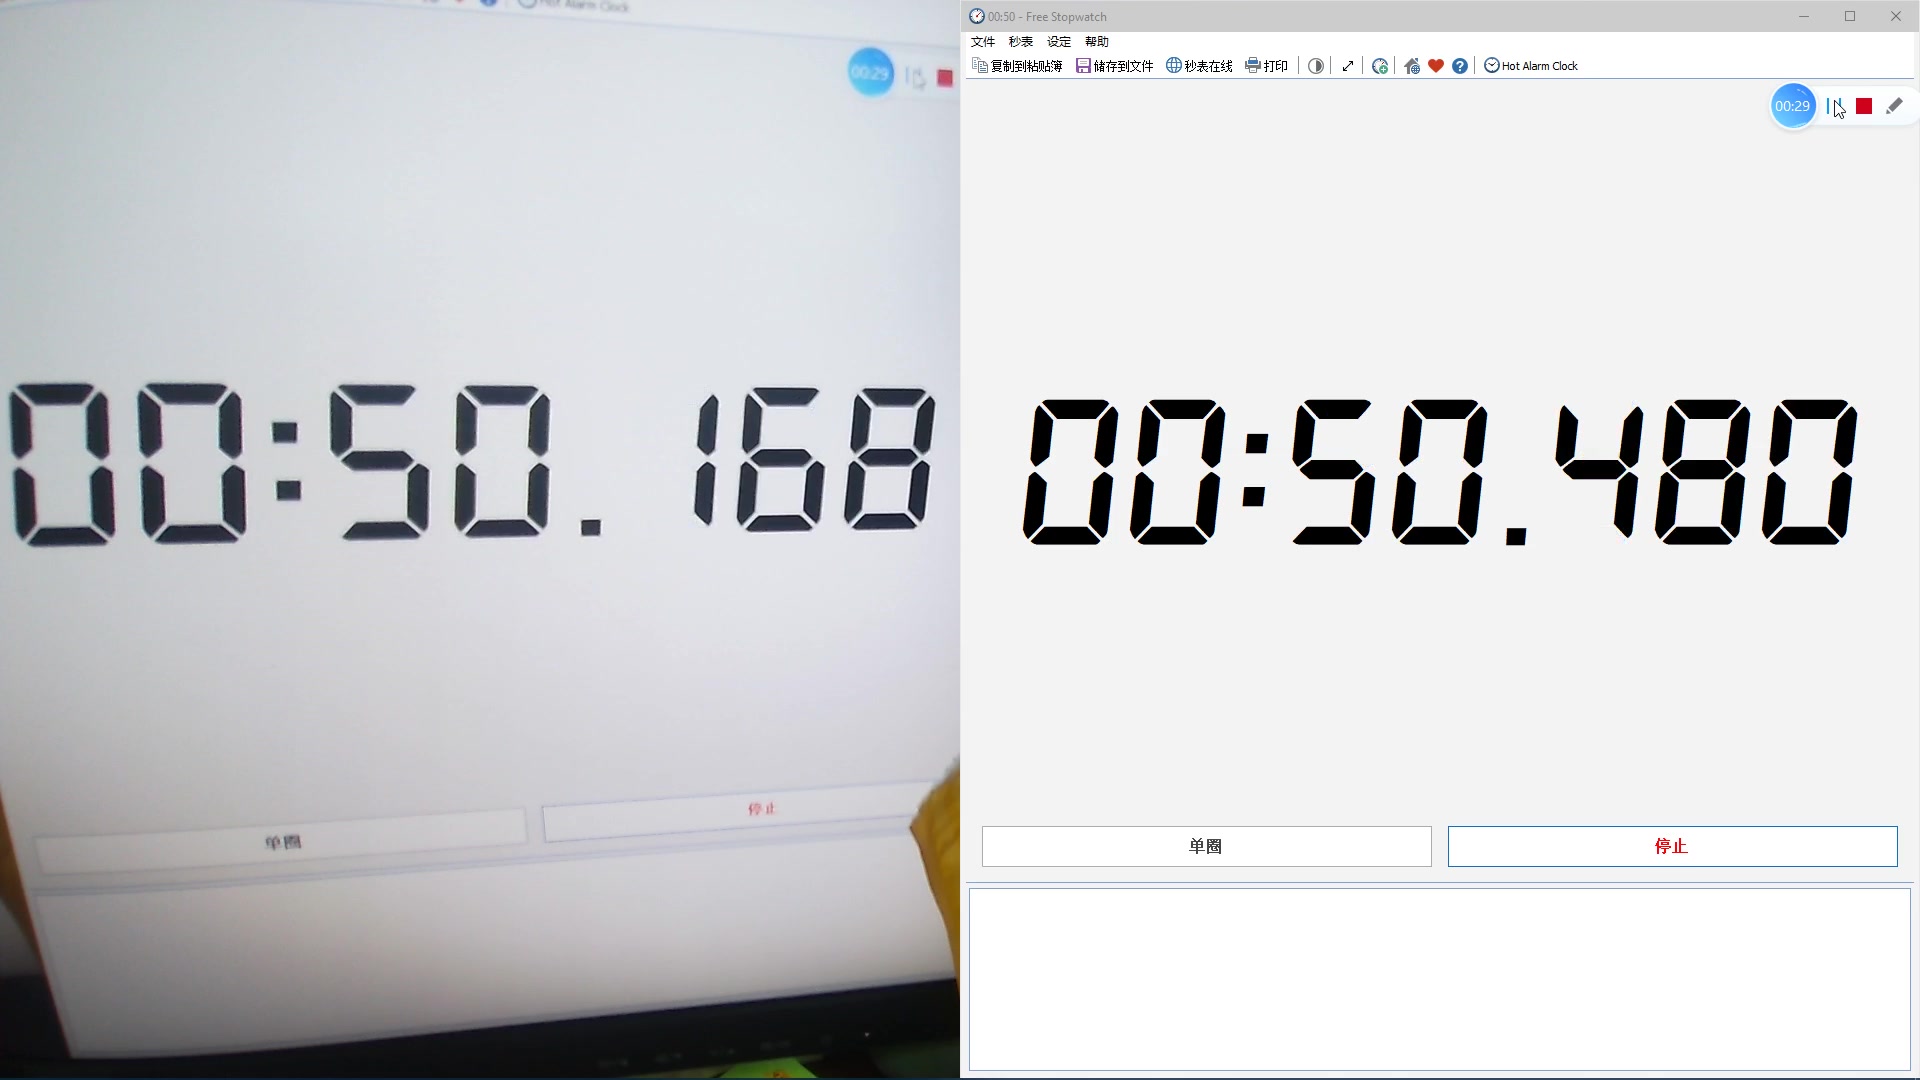 Hot Alarm Clock
00:29
00:50.168
单圈
停止
00:50 - Free Stopwatch
文件 秒表 设定 帮助
复制到粘贴簿 储存到文件 秒表在线 打印 Hot Alarm Clock
00:29
00:50.480
单圈
停止